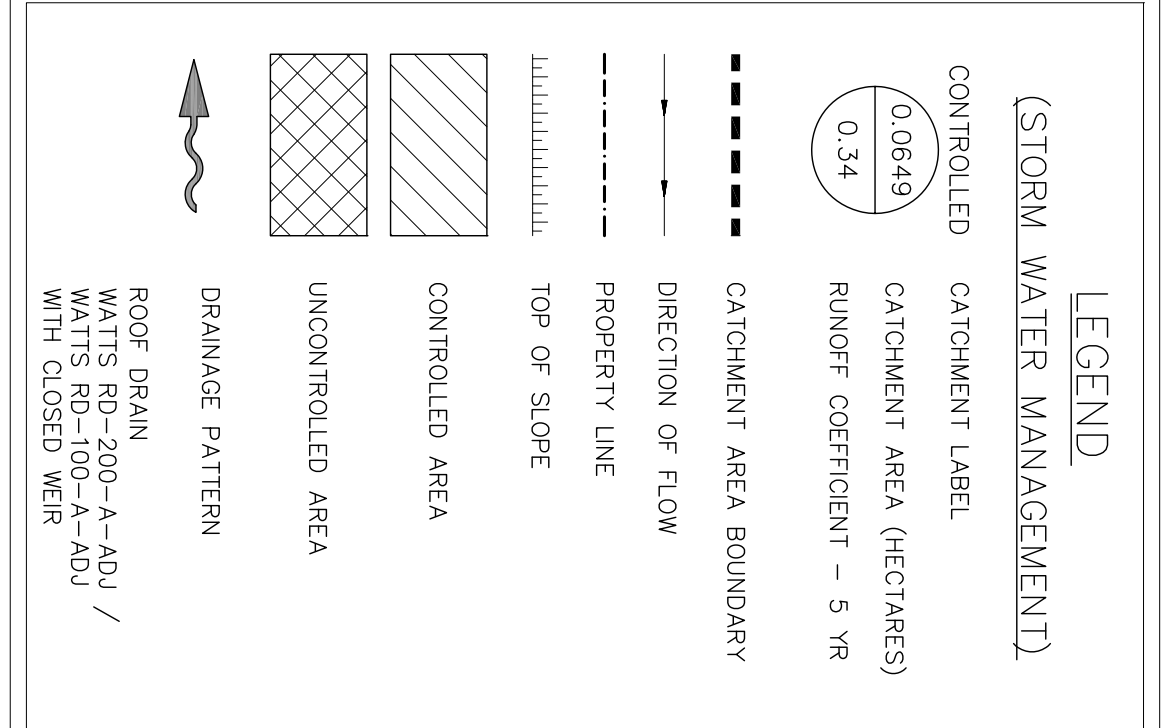 LEGEND
(STORM WATER MANAGEMENT)
CONTROLLED
CATCHMENT LABEL
0.0649
CATCHMENT AREA (HECTARES)
0.34
RUNOFF COEFFICIENT - 5 YR
CATCHMENT AREA BOUNDARY
DIRECTION OF FLOW
PROPERTY LINE
TOP OF SLOPE
CONTROLLED AREA
UNCONTROLLED AREA
DRAINAGE PATTERN
ROOF DRAIN
WATTS RD-200-A-ADJ /
WATTS RD-100-A-ADJ
WITH CLOSED WEIR